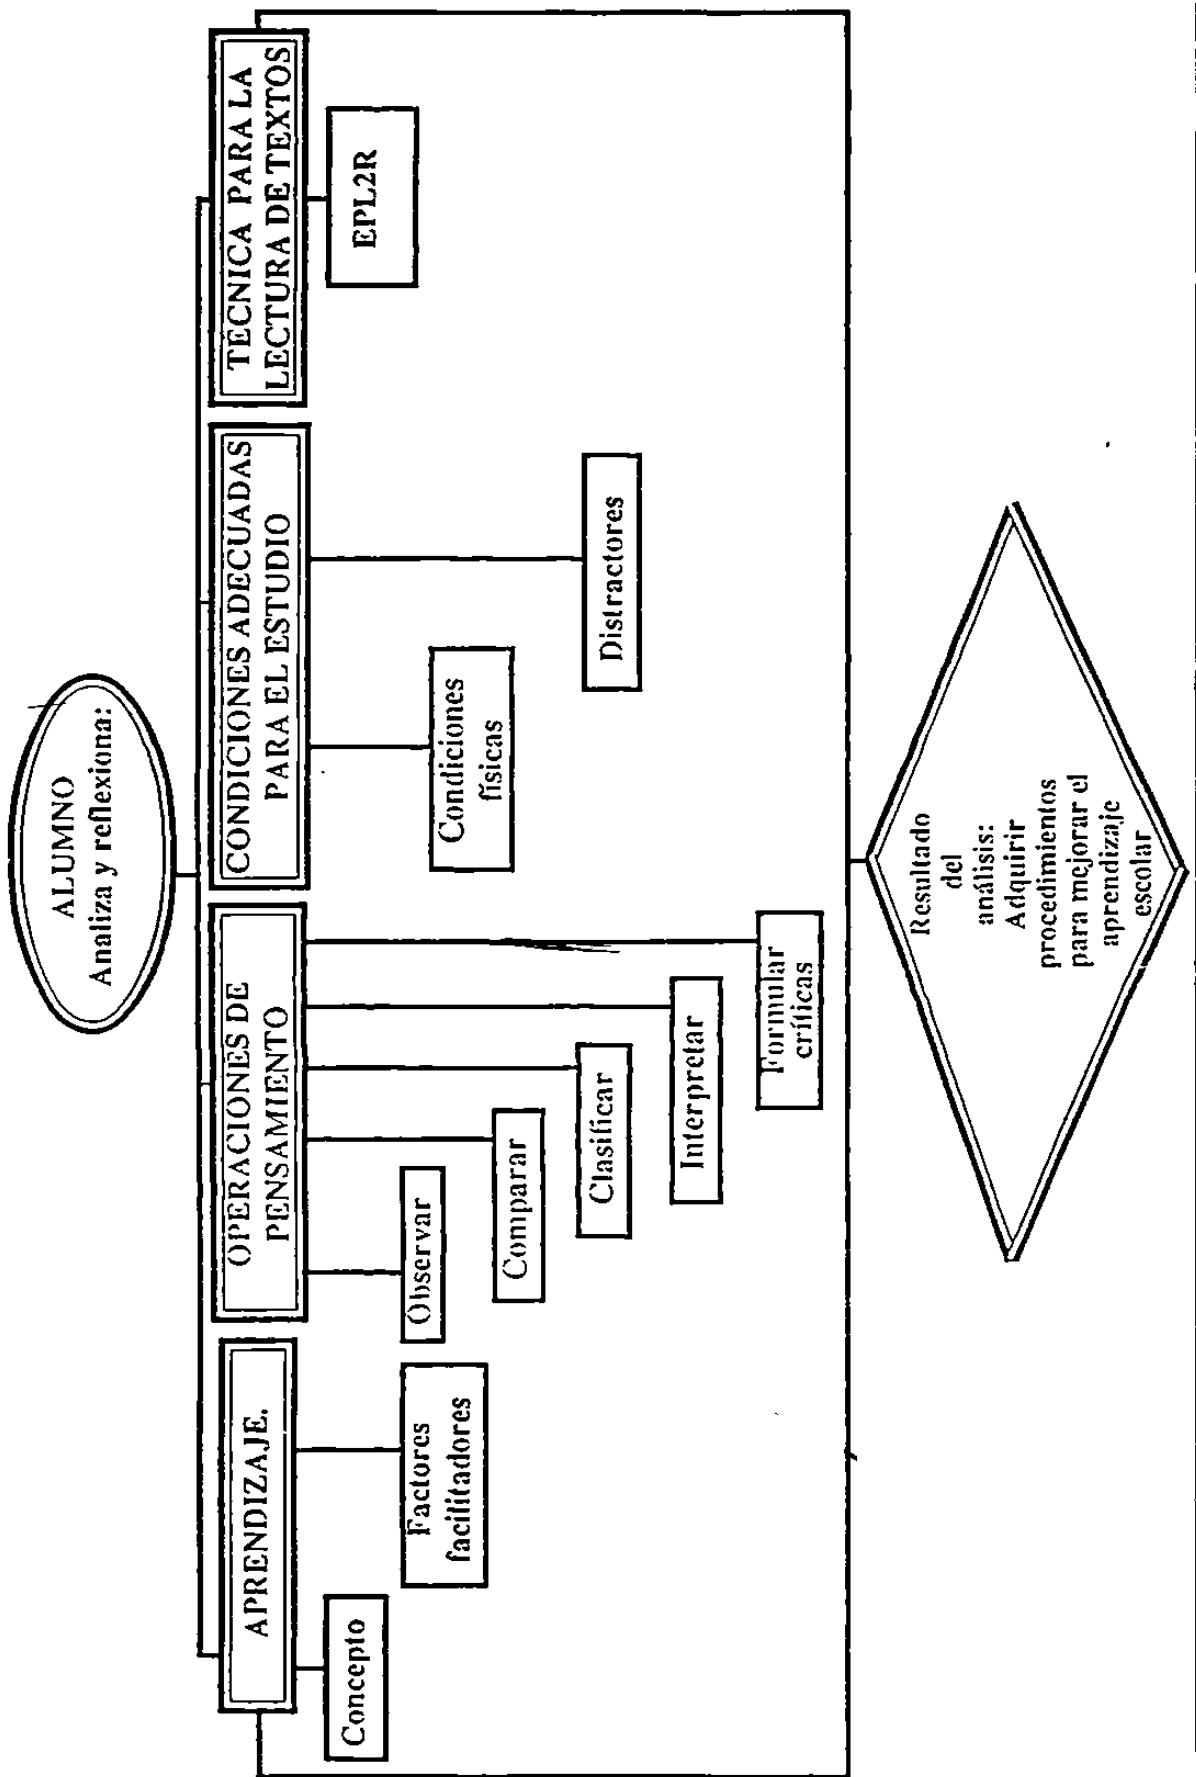 ALUMNO
Analiza y reflexiona:
APRENDIZAJE.
Concepto
Factores
facilitadores
OPERACIONES DE
PENSAMIENTO
Observar
Comparar
Clasificar
Interpretar
Formular
críticas
CONDICIONES ADECUADAS
PARA EL ESTUDIO
Condiciones
físicas
Distractores
TECNICA PARA LA
LECTURA DE TEXTOS
EPL2R
Resultado
del
análisis:
Adquirir
procedimientos
para mejorar el
aprendizaje
escolar